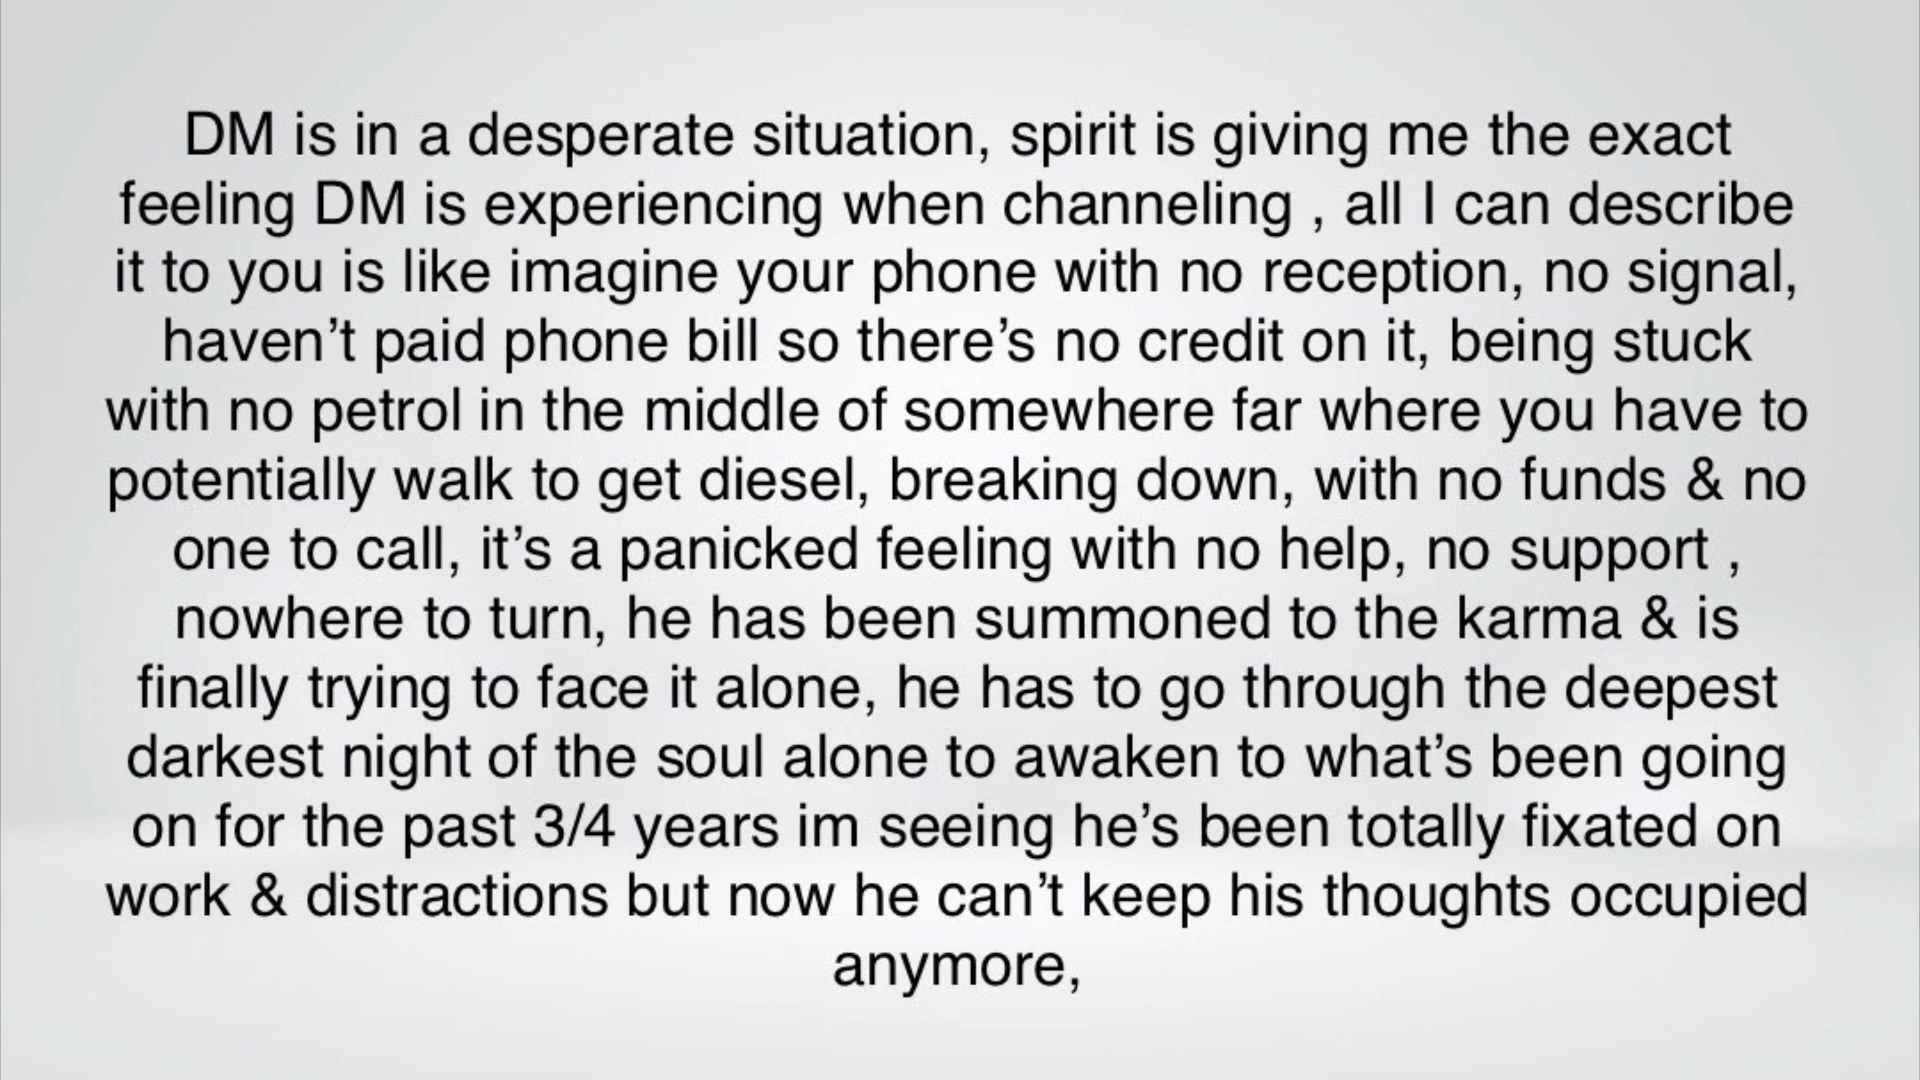 DM is in a desperate situation, spirit is giving me the exact
feeling DM is experiencing when channeling , all I can describe
it to you is like imagine your phone with no reception, no signal,
haven’t paid phone bill so there’s no credit on it, being stuck
with no petrol in the middle of somewhere far where you have to
potentially walk to get diesel, breaking down, with no funds & no
one to call, it’s a panicked feeling with no help, no support ,
nowhere to turn, he has been summoned to the karma & is
finally trying to face it alone, he has to go through the deepest
darkest night of the soul alone to awaken to what’s been going
on for the past 3/4 years im seeing he’s been totally fixated on
work & distractions but now he can’t keep his thoughts occupied
anymore,